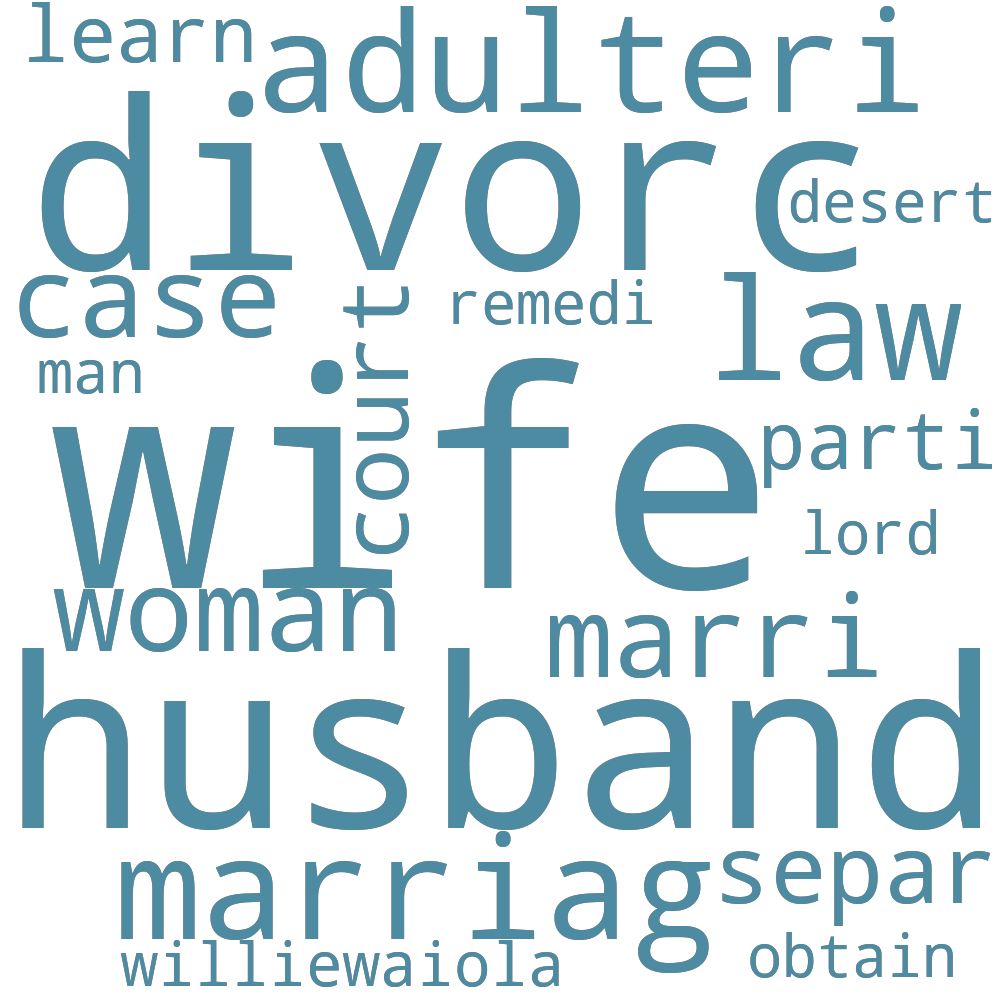 learn
adulteri
divorc
desert
case
court
remedi
law
man
wife
parti
lord
woman
marri
husband
marriag
separ
williewaiola
obtain